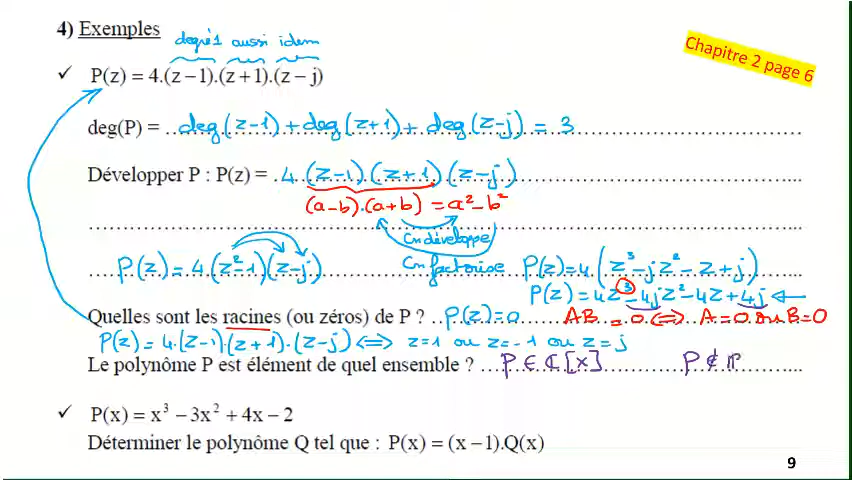 4) Exemples
degré1 aussi idem
Chapitre 2 page 6
✓ P(z) = 4.(z − 1).(z + 1).(z − j)
deg(P) = deg(z-1) + deg(z+1) + deg(z-j) = 3
Développer P : P(z) = 4 (z-1) (z+1) (z-j)
(a-b).(a+b) = a² - b²
On développe
P(z) = 4 (z²-1) (z-j) On factorise P(z) = 4 (z³ - jz² - z + j)
P(z) = 4z³ - 4jz² - 4z + 4j ⟵
Quelles sont les racines (ou zéros) de P ? P(z) = 0 AB = 0 ⟺ A = 0 ou B = 0
P(z) = 4.(z-1).(z+1).(z-j) ⟺ z=1 ou z=-1 ou z=j
Le polynôme P est élément de quel ensemble ? P ∈ ℂ[x] P ∉
✓ P(x) = x³ − 3x² + 4x − 2
Déterminer le polynôme Q tel que : P(x) = (x − 1).Q(x)
9